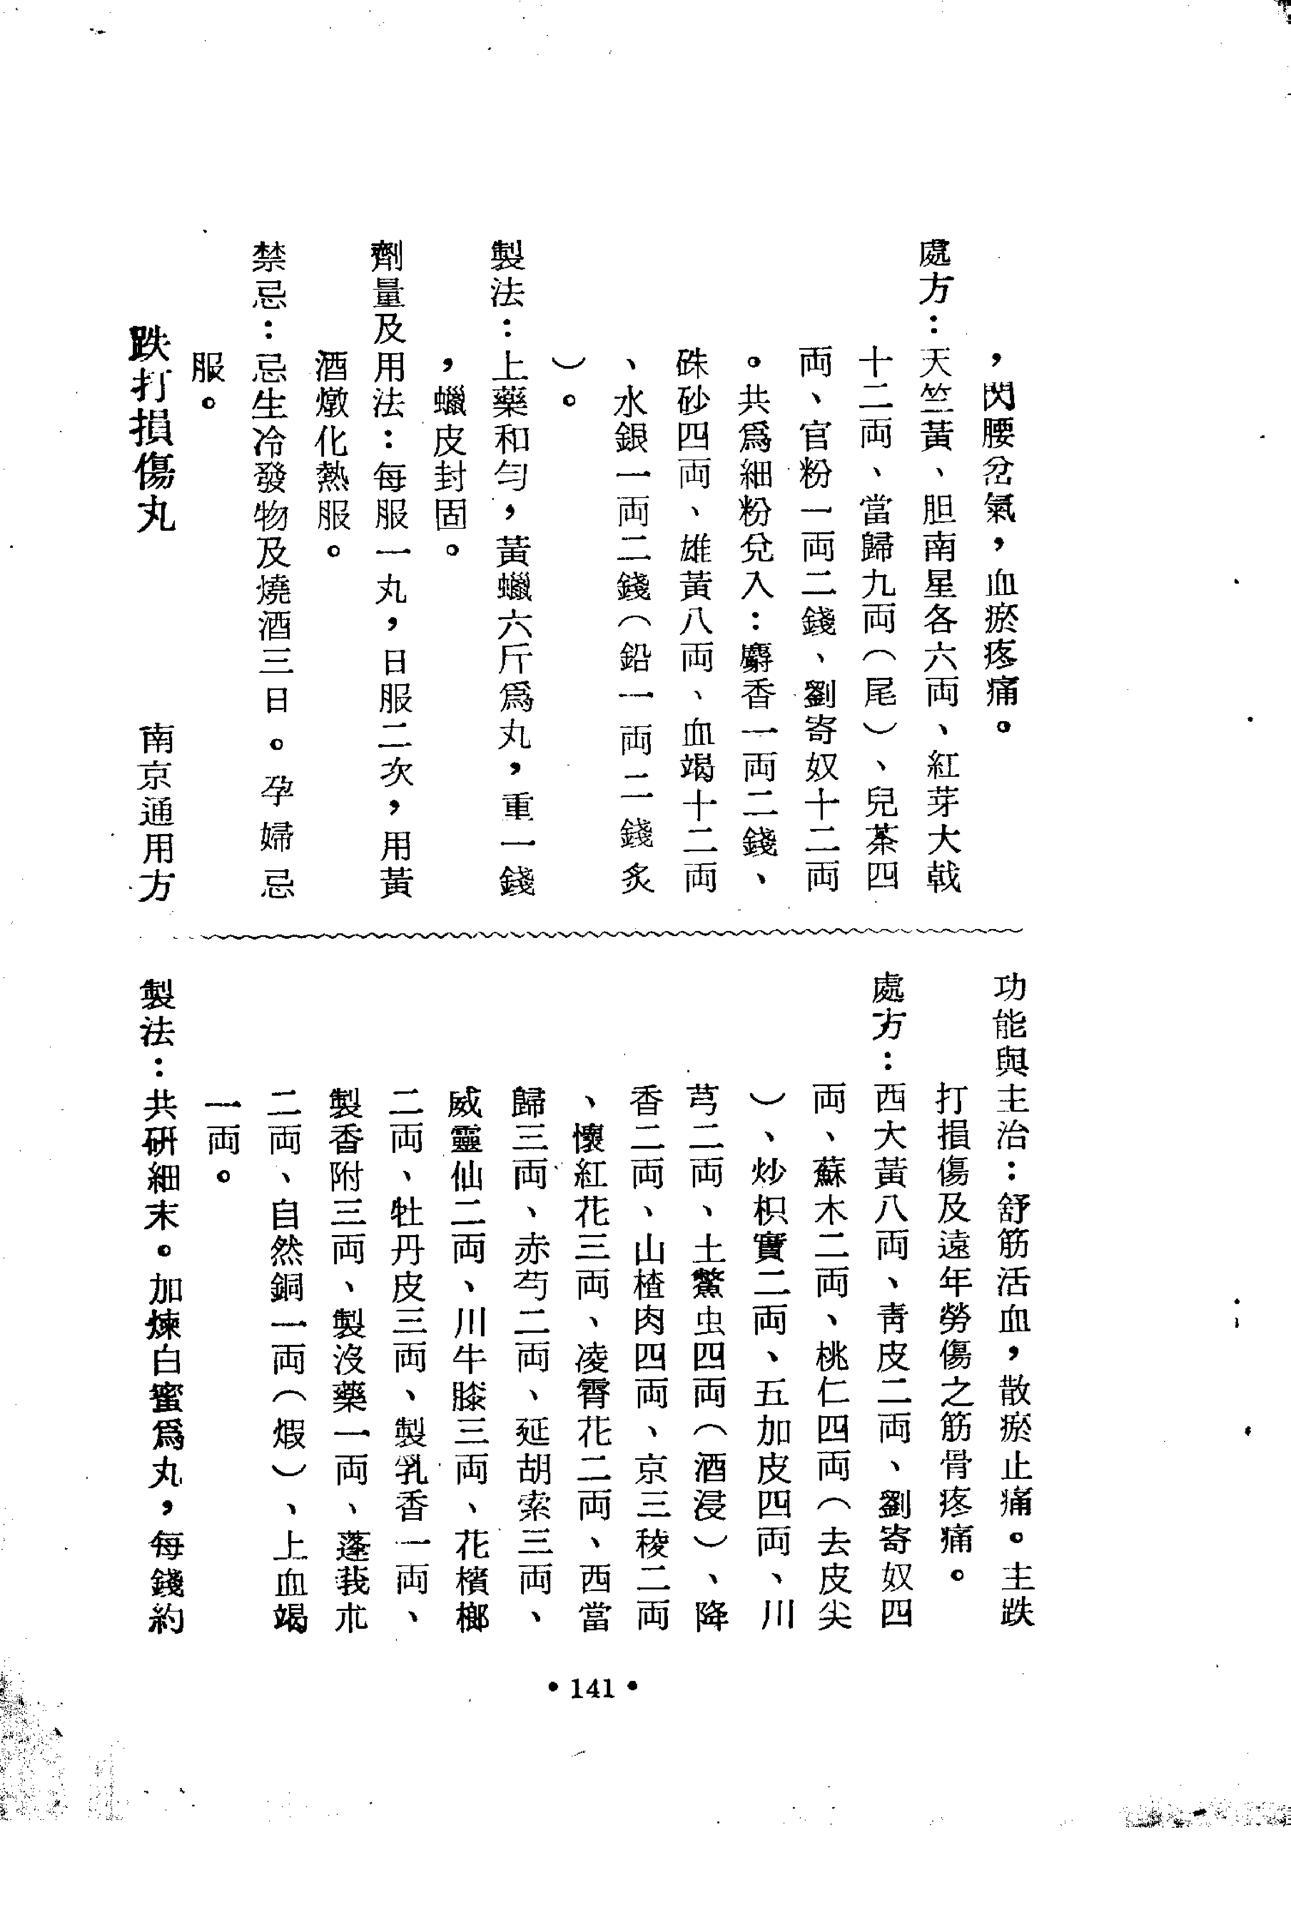 ，閃腰岔氣，血瘀疼痛。
處方：天竺黃、胆南星各六両、紅芽大戟
十二両、當歸九両（尾）、兒茶四
両、官粉一両二錢、劉寄奴十二両
。共爲細粉兌入：麝香一両二錢、
硃砂四両、雄黃八両、血竭十二両
、水銀一両二錢（鉛一両二錢炙
）。
製法：上藥和勻，黃蠟六斤爲丸，重一錢
，蠟皮封固。
劑量及用法：每服一丸，日服二次，用黃
酒燉化熱服。
禁忌：忌生冷發物及燒酒三日。孕婦忌
服。
跌打損傷丸　南京通用方
功能與主治：舒筋活血，散瘀止痛。主跌
打損傷及遠年勞傷之筋骨疼痛。
處方：西大黃八両、靑皮二両、劉寄奴四
両、蘇木二両、桃仁四両（去皮尖
）、炒枳實二両、五加皮四両、川
芎二両、土鱉虫四両（酒浸）、降
香二両、山楂肉四両、京三稜二両
、懷紅花三両、凌霄花二両、西當
歸三両、赤芍二両、延胡索三両、
威靈仙二両、川牛膝三両、花檳榔
二両、牡丹皮三両、製乳香一両、
製香附三両、製沒藥一両、蓬莪朮
二両、自然銅一両（煆）、上血竭
一両。
製法：共研細末。加煉白蜜爲丸，每錢約
•141•